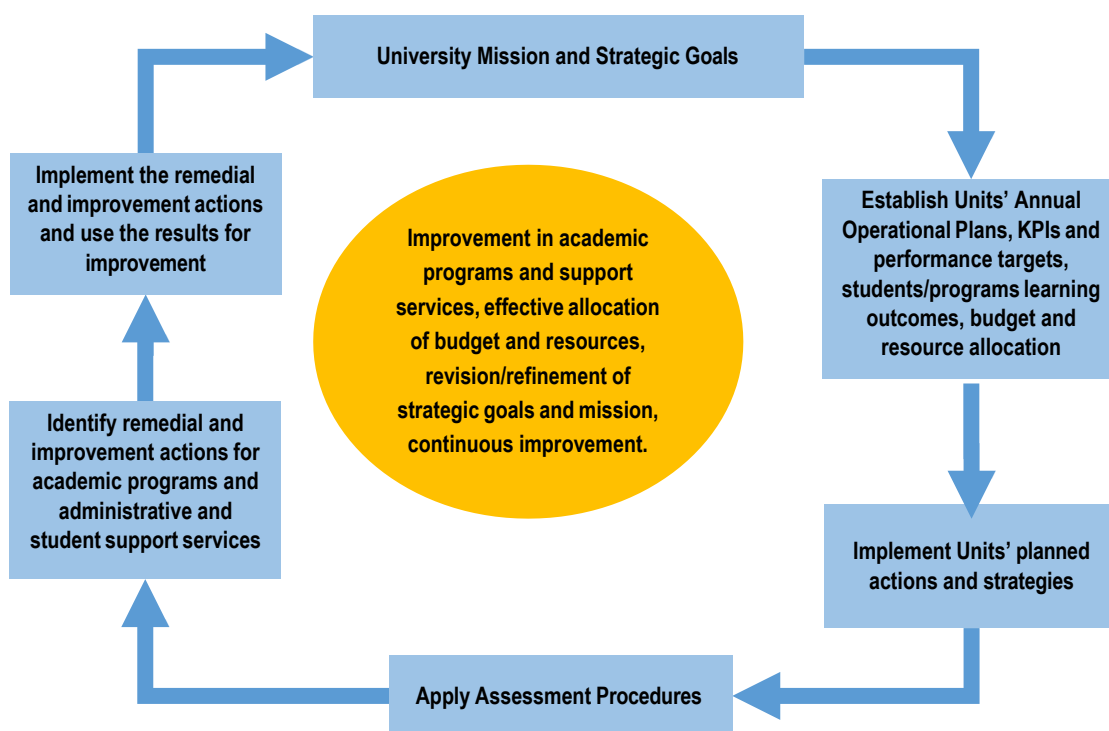 University Mission and Strategic Goals
Establish Units’ Annual
Operational Plans, KPIs and
performance targets,
students/programs learning
outcomes, budget and
resource allocation
Implement Units’ planned
actions and strategies
Apply Assessment Procedures
Identify remedial and
improvement actions for
academic programs and
administrative and
student support services
Implement the remedial
and improvement actions
and use the results for
improvement
Improvement in academic
programs and support
services, effective allocation
of budget and resources,
revision/refinement of
strategic goals and mission,
continuous improvement.